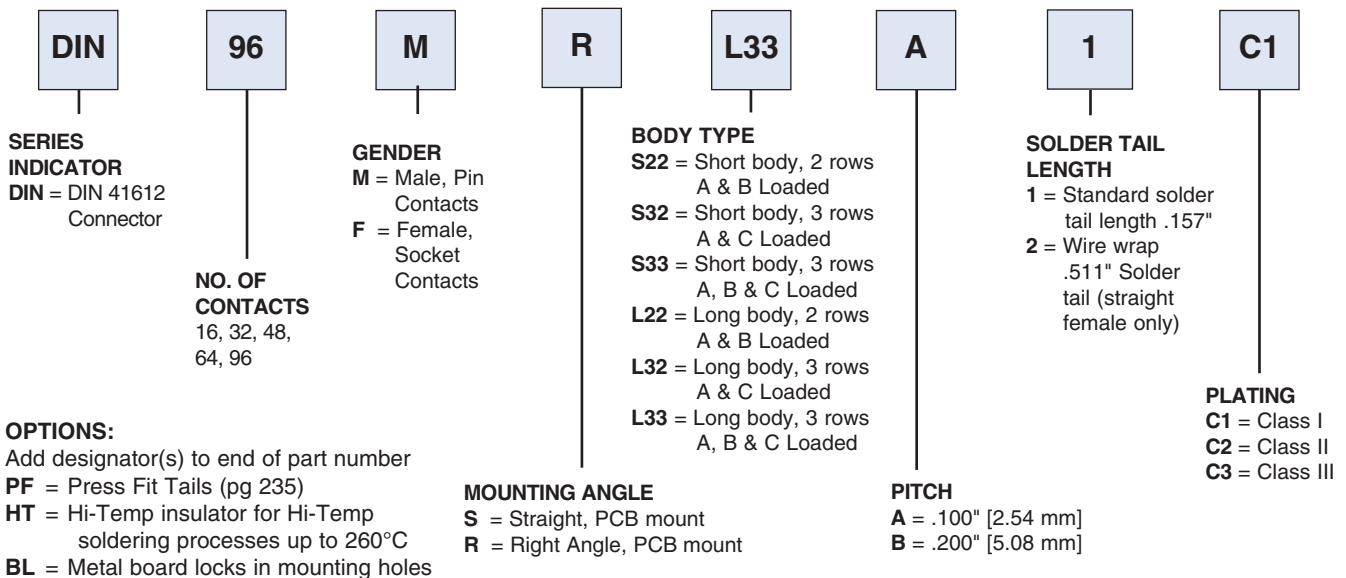 DIN 96 M R L33 A 1 C1
SERIES
INDICATOR
DIN = DIN 41612
Connector
NO. OF
CONTACTS
16, 32, 48,
64, 96
GENDER
M = Male, Pin
Contacts
F = Female,
Socket
Contacts
MOUNTING ANGLE
S = Straight, PCB mount
R = Right Angle, PCB mount
BODY TYPE
S22 = Short body, 2 rows
A & B Loaded
S32 = Short body, 3 rows
A & C Loaded
S33 = Short body, 3 rows
A, B & C Loaded
L22 = Long body, 2 rows
A & B Loaded
L32 = Long body, 3 rows
A & C Loaded
L33 = Long body, 3 rows
A, B & C Loaded
PITCH
A = .100" [2.54 mm]
B = .200" [5.08 mm]
SOLDER TAIL
LENGTH
1 = Standard solder
tail length .157"
2 = Wire wrap
.511" Solder
tail (straight
female only)
PLATING
C1 = Class I
C2 = Class II
C3 = Class III
OPTIONS:
Add designator(s) to end of part number
PF = Press Fit Tails (pg 235)
HT = Hi-Temp insulator for Hi-Temp
soldering processes up to 260°C
BL = Metal board locks in mounting holes